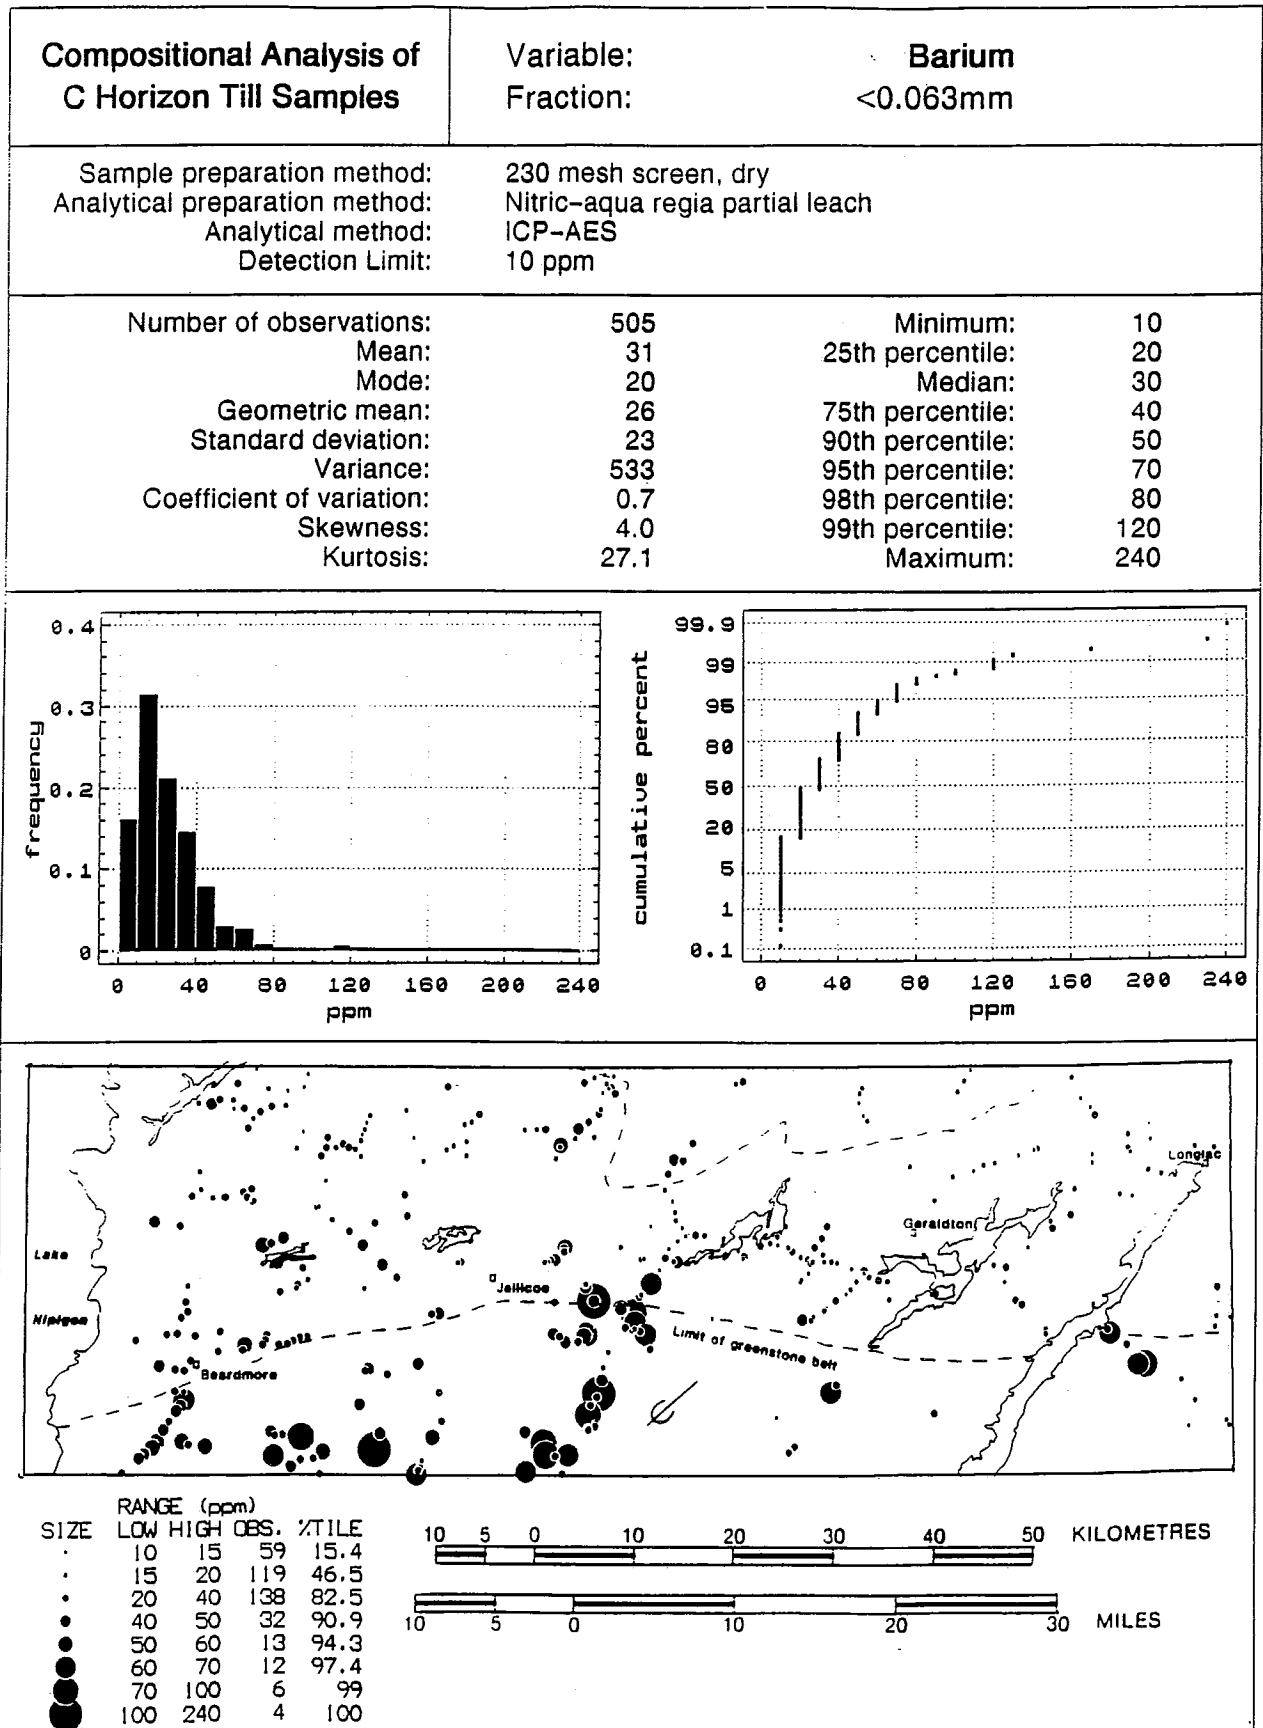 Compositional Analysis of
C Horizon Till Samples
Variable: Barium
Fraction: <0.063mm
Sample preparation method: 230 mesh screen, dry
Analytical preparation method: Nitric-aqua regia partial leach
Analytical method: ICP-AES
Detection Limit: 10 ppm
Number of observations: 505 Minimum: 10
Mean: 31 25th percentile: 20
Mode: 20 Median: 30
Geometric mean: 26 75th percentile: 40
Standard deviation: 23 90th percentile: 50
Variance: 533 95th percentile: 70
Coefficient of variation: 0.7 98th percentile: 80
Skewness: 4.0 99th percentile: 120
Kurtosis: 27.1 Maximum: 240
frequency
0.4
0.3
0.2
0.1
0
0 40 80 120 160 200 240
ppm
cumulative percent
99.9
99
95
80
50
20
5
1
0.1
0 40 80 120 160 200 240
ppm
Longlac
Geraldton
Lake
Nipigon
Jellicoe
Limit of greenstone belt
Beardmore
RANGE (ppm)
SIZE LOW HIGH OBS. %TILE
10 15 59 15.4
15 20 119 46.5
20 40 138 82.5
40 50 32 90.9
50 60 13 94.3
60 70 12 97.4
70 100 6 99
100 240 4 100
10 5 0 10 20 30 40 50 KILOMETRES
10 5 0 10 20 30 MILES